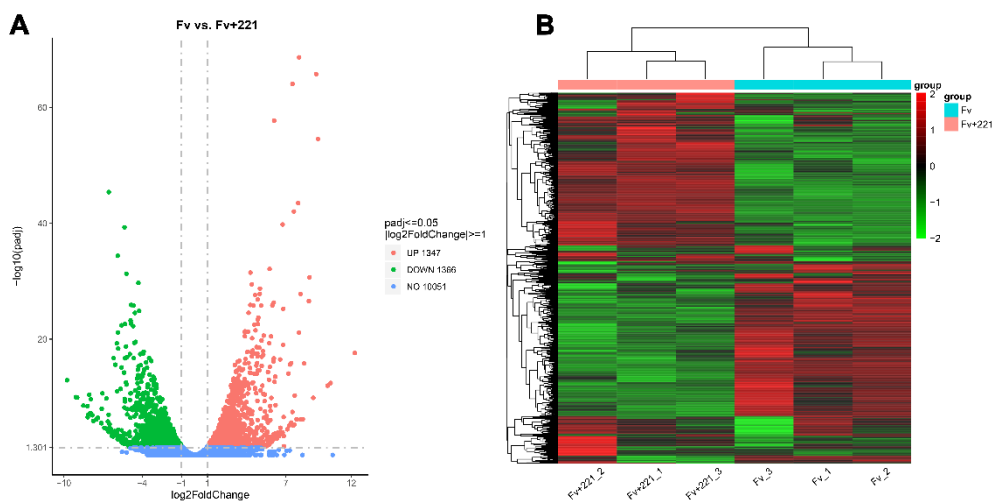 A
Fv vs. Fv+221
60
40
20
1.301
−log10(padj)
−10
−4
−1
1
7
12
log2FoldChange
padj<=0.05
|log2FoldChange|>=1
UP 1347
DOWN 1366
NO 10051
B
group
2
1
0
−1
−2
group
Fv
Fv+221
Fv+221_2
Fv+221_1
Fv+221_3
Fv_3
Fv_1
Fv_2